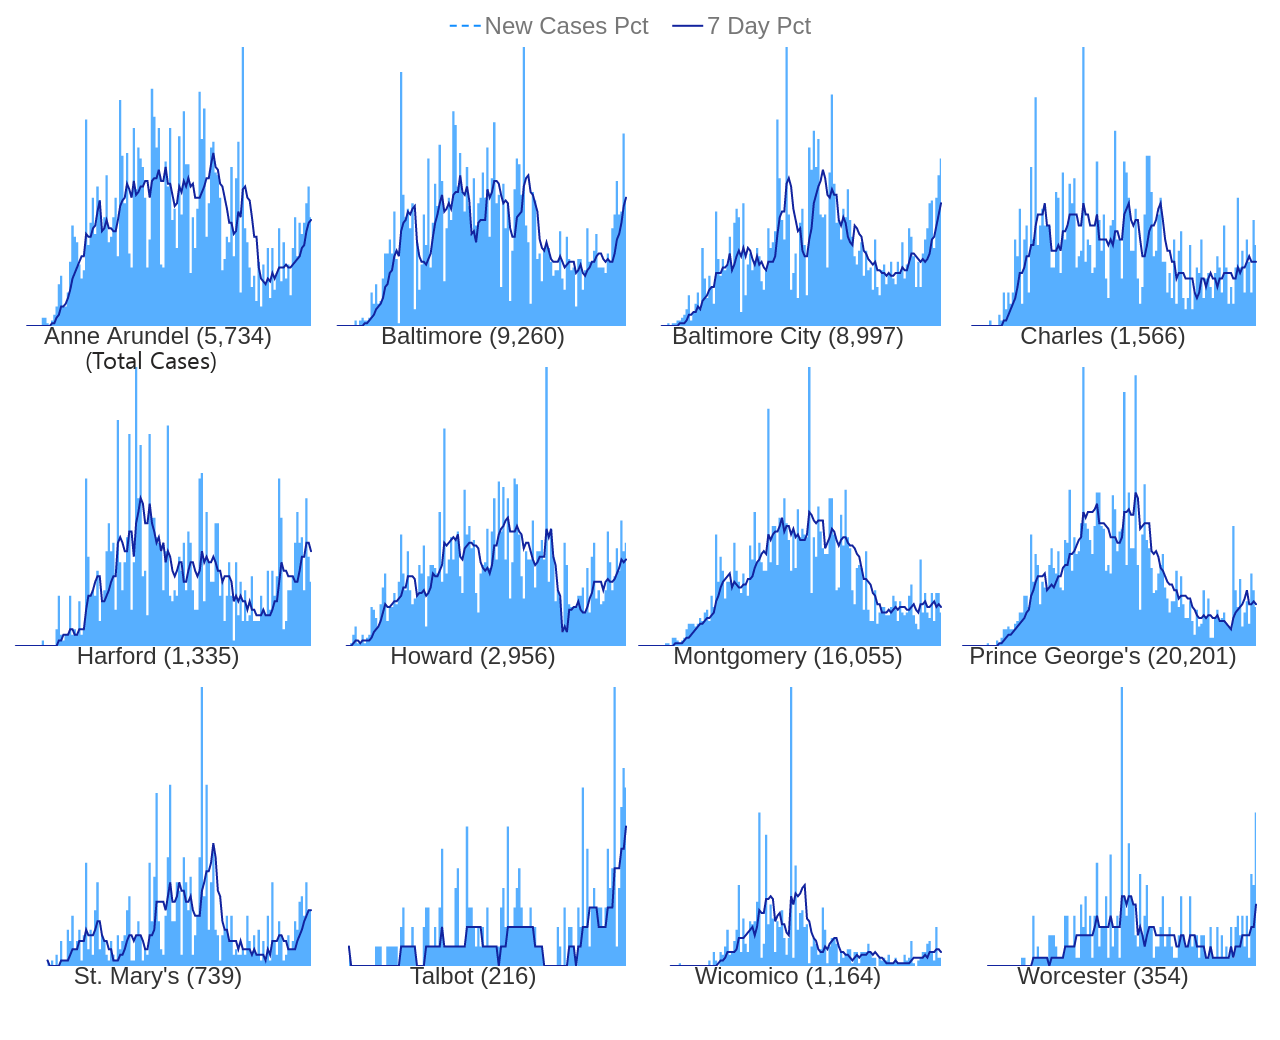 New Cases Pct 7 Day Pct
Anne Arundel (5,734) Baltimore (9,260) Baltimore City (8,997) Charles (1,566)
(Total Cases)
Harford (1,335) Howard (2,956) Montgomery (16,055) Prince George's (20,201)
St. Mary's (739) Talbot (216) Wicomico (1,164) Worcester (354)